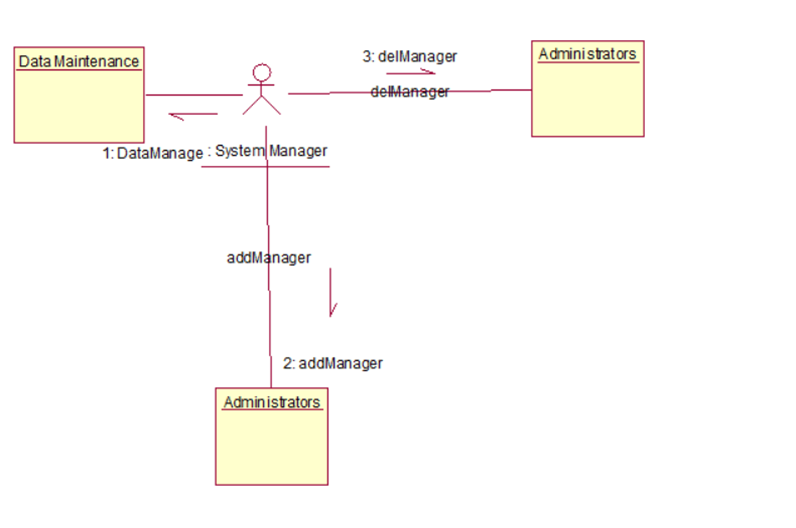 3: delManager
Administrators
Data Maintenance
delManager
1: DataManage
: System Manager
addManager
2: addManager
Administrators